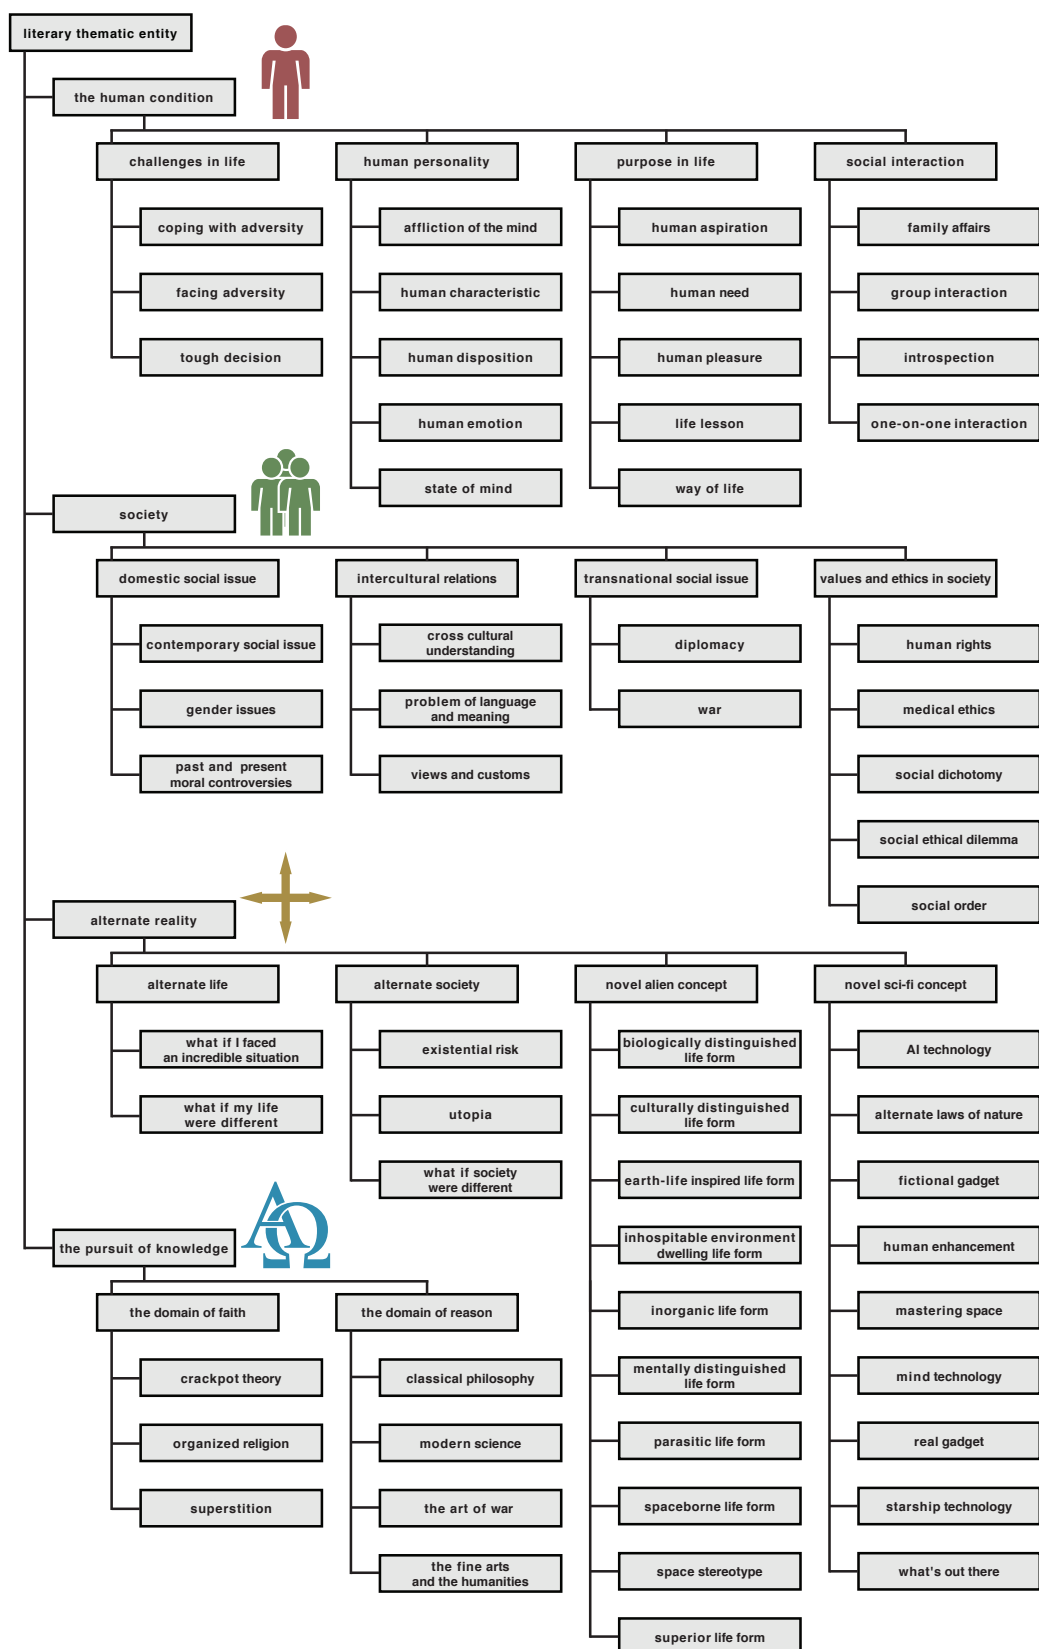 literary thematic entity
the human condition
challenges in life
coping with adversity
facing adversity
tough decision
human personality
affliction of the mind
human characteristic
human disposition
human emotion
state of mind
purpose in life
human aspiration
human need
human pleasure
life lesson
way of life
social interaction
family affairs
group interaction
introspection
one-on-one interaction
society
domestic social issue
contemporary social issue
gender issues
past and present
moral controversies
intercultural relations
cross cultural
understanding
problem of language
and meaning
views and customs
transnational social issue
diplomacy
war
values and ethics in society
human rights
medical ethics
social dichotomy
social ethical dilemma
social order
alternate reality
alternate life
what if I faced
an incredible situation
what if my life
were different
alternate society
existential risk
utopia
what if society
were different
novel alien concept
biologically distinguished
life form
culturally distinguished
life form
earth-life inspired life form
inhospitable environment
dwelling life form
inorganic life form
mentally distinguished
life form
parasitic life form
spaceborne life form
space stereotype
superior life form
novel sci-fi concept
AI technology
alternate laws of nature
fictional gadget
human enhancement
mastering space
mind technology
real gadget
starship technology
what's out there
the pursuit of knowledge
ΑΩ
the domain of faith
crackpot theory
organized religion
superstition
the domain of reason
classical philosophy
modern science
the art of war
the fine arts
and the humanities